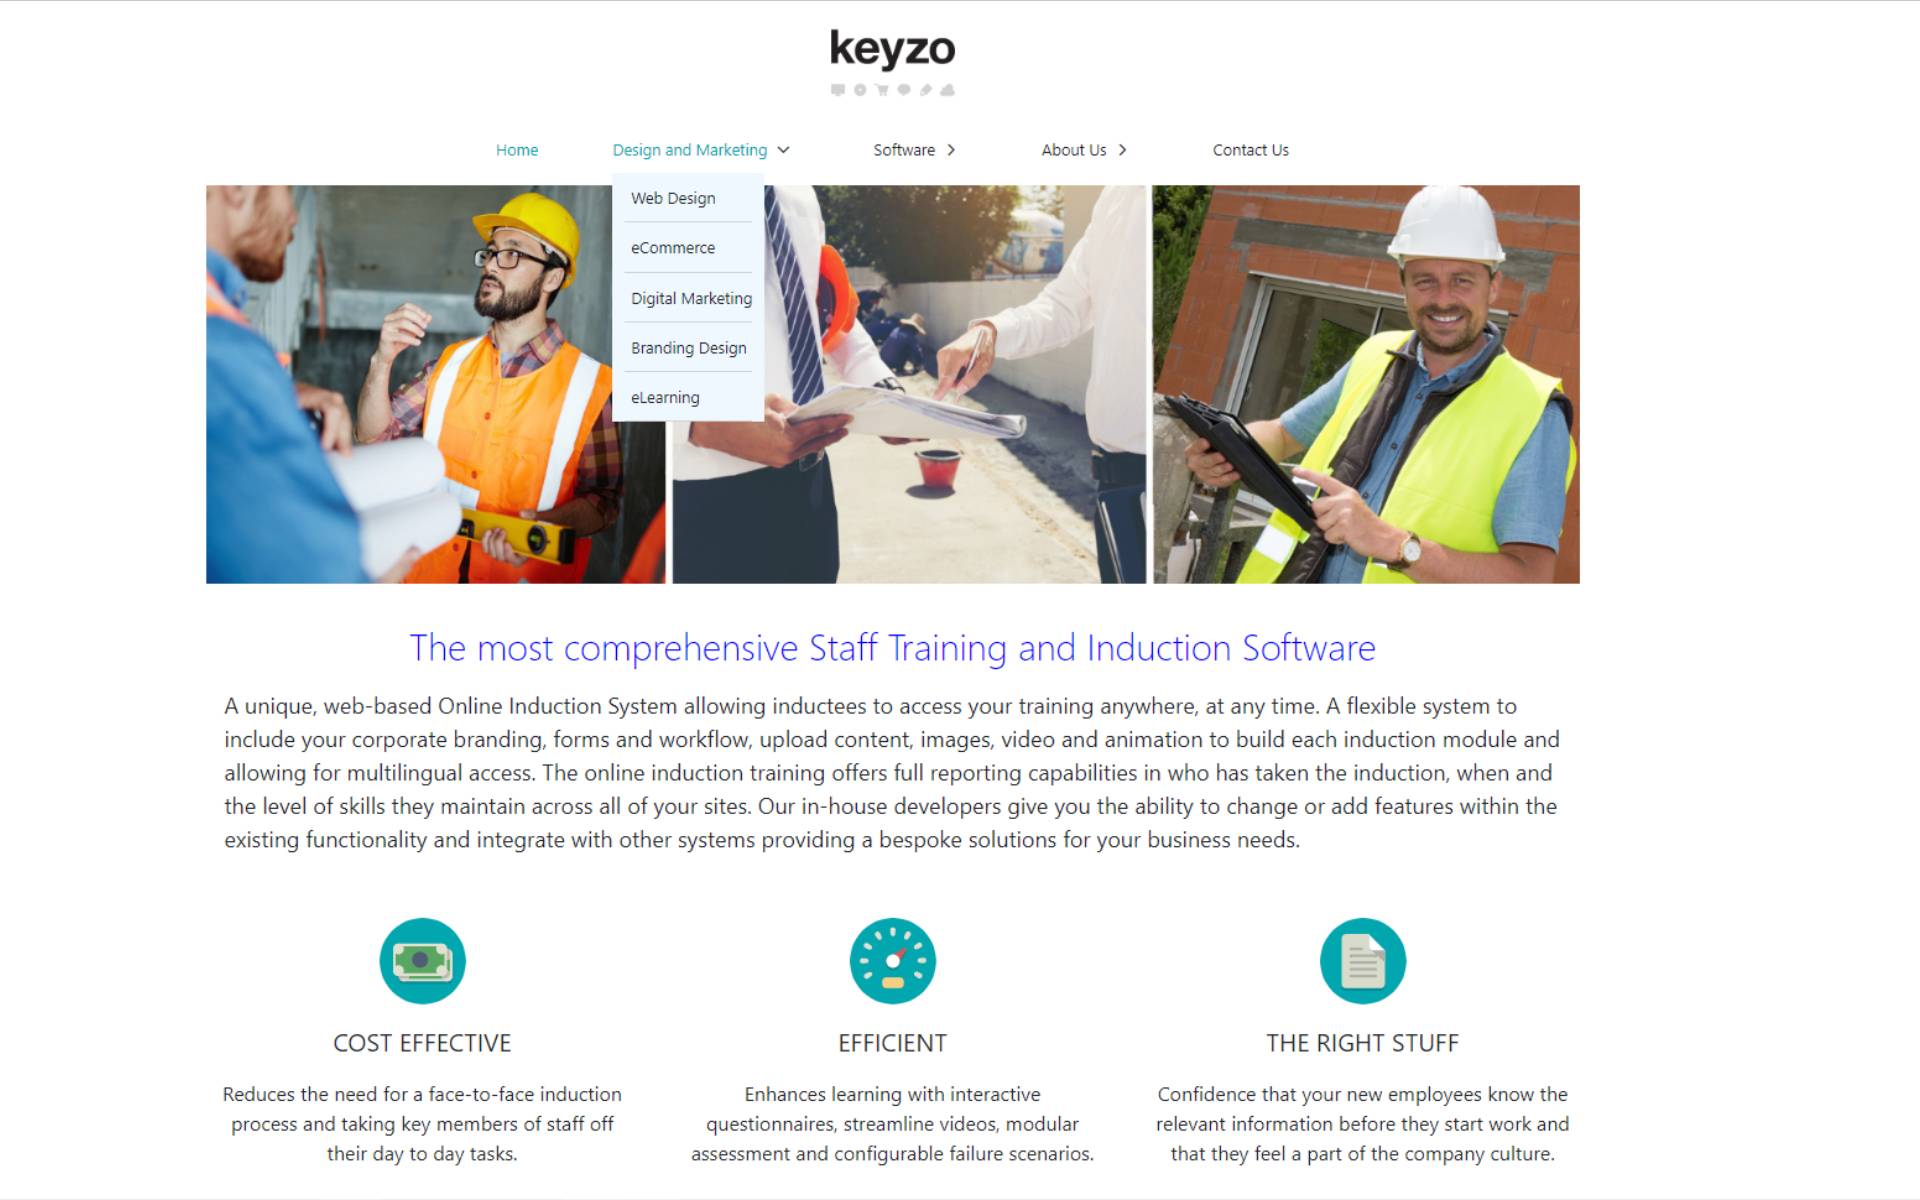 keyzo
Home
Design and Marketing
Software
About Us
Contact Us
Web Design
eCommerce
Digital Marketing
Branding Design
eLearning
The most comprehensive Staff Training and Induction Software
A unique, web-based Online Induction System allowing inductees to access your training anywhere, at any time. A flexible system to
include your corporate branding, forms and workflow, upload content, images, video and animation to build each induction module and
allowing for multilingual access. The online induction training offers full reporting capabilities in who has taken the induction, when and
the level of skills they maintain across all of your sites. Our in-house developers give you the ability to change or add features within the
existing functionality and integrate with other systems providing a bespoke solutions for your business needs.
COST EFFECTIVE
Reduces the need for a face-to-face induction
process and taking key members of staff off
their day to day tasks.
EFFICIENT
Enhances learning with interactive
questionnaires, streamline videos, modular
assessment and configurable failure scenarios.
THE RIGHT STUFF
Confidence that your new employees know the
relevant information before they start work and
that they feel a part of the company culture.